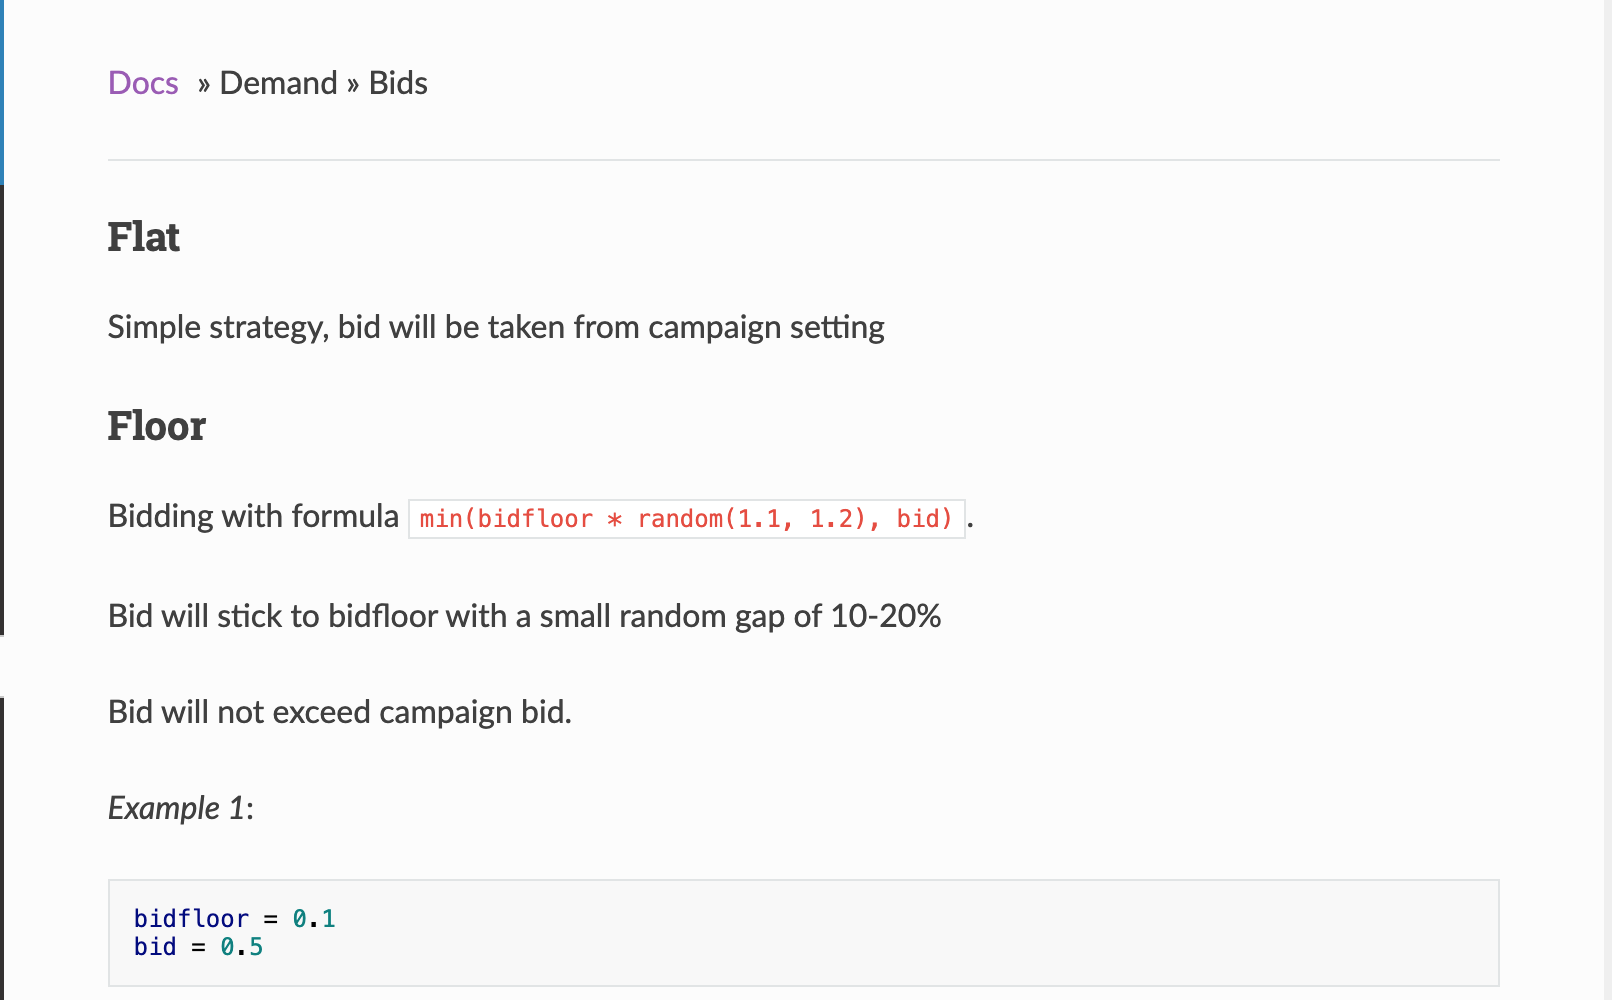 Docs » Demand » Bids
Flat
Simple strategy, bid will be taken from campaign setting
Floor
Bidding with formula min(bidfloor * random(1.1, 1.2), bid).
Bid will stick to bidfloor with a small random gap of 10-20%
Bid will not exceed campaign bid.
Example 1:
bidfloor = 0.1
bid = 0.5